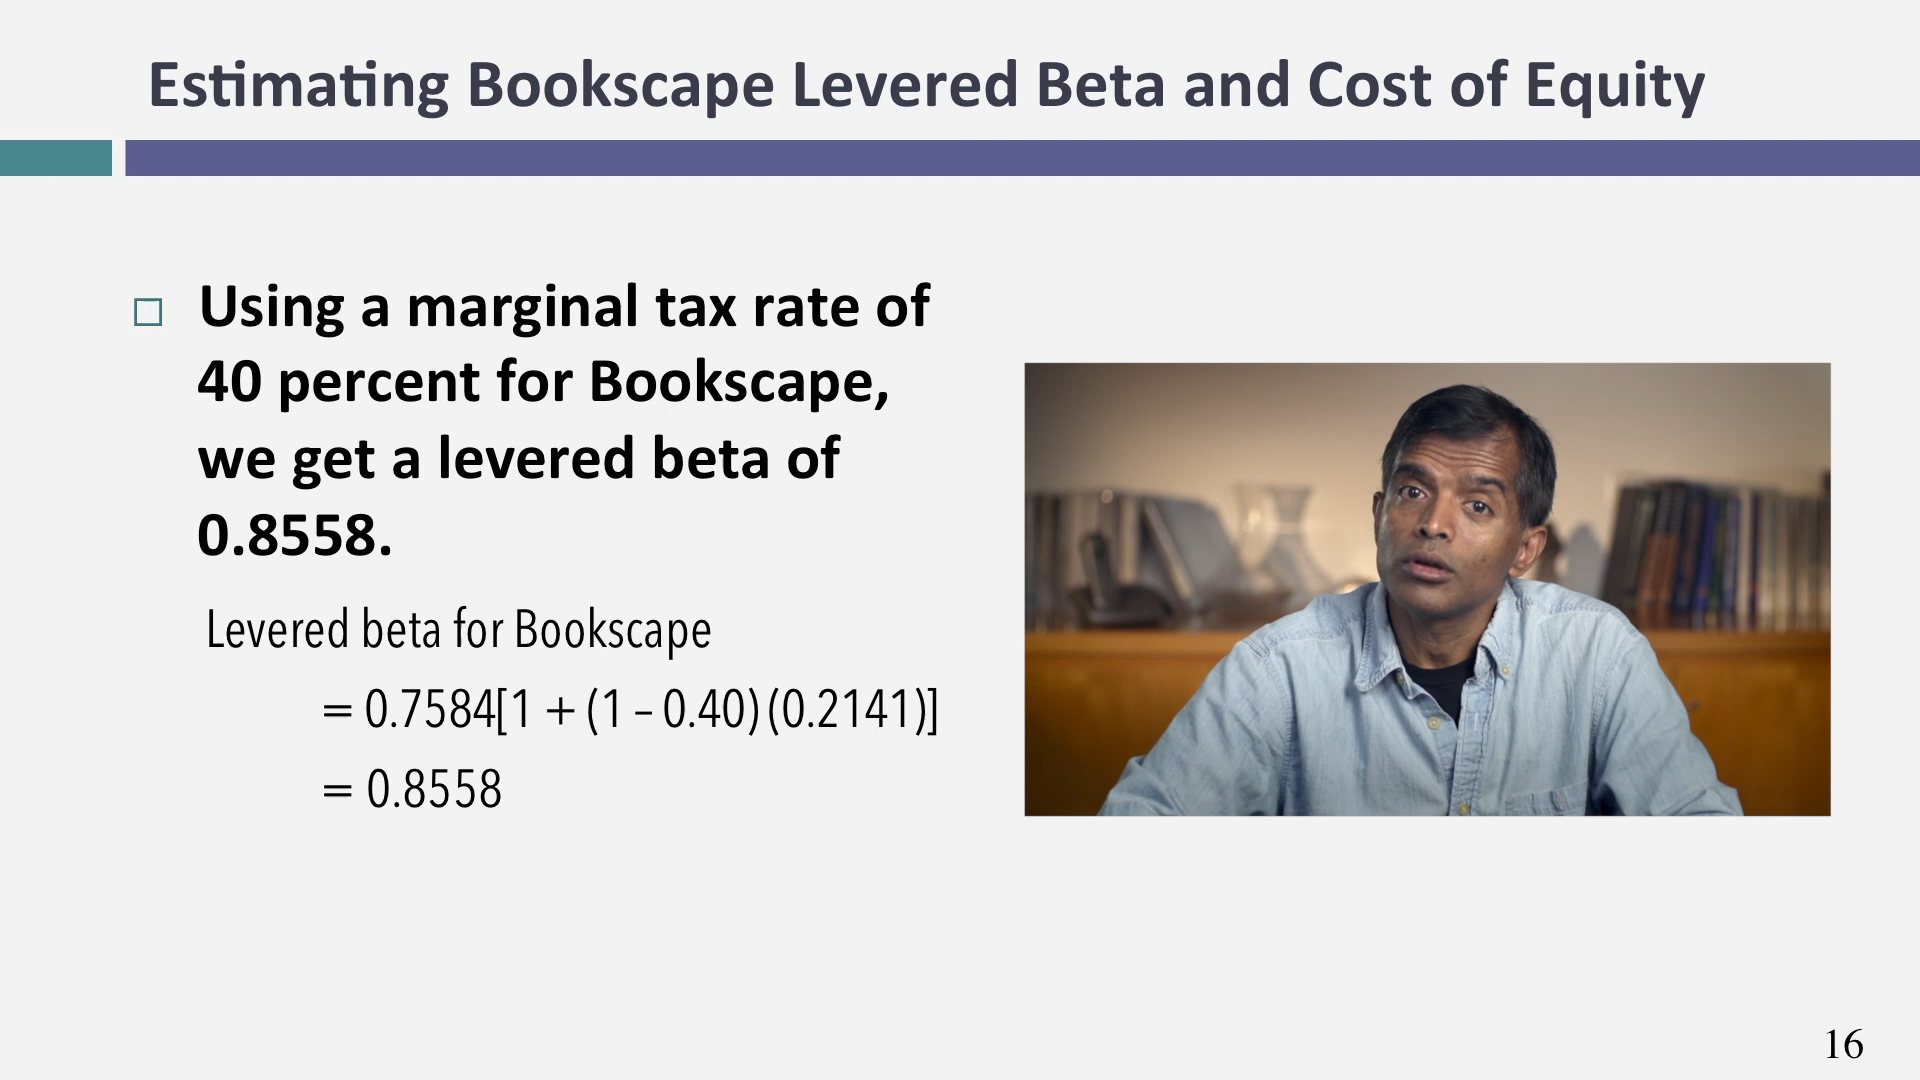 Estimating Bookscape Levered Beta and Cost of Equity
Using a marginal tax rate of
40 percent for Bookscape,
we get a levered beta of
0.8558.
Levered beta for Bookscape
= 0.7584[1 + (1 – 0.40) (0.2141)]
= 0.8558
16